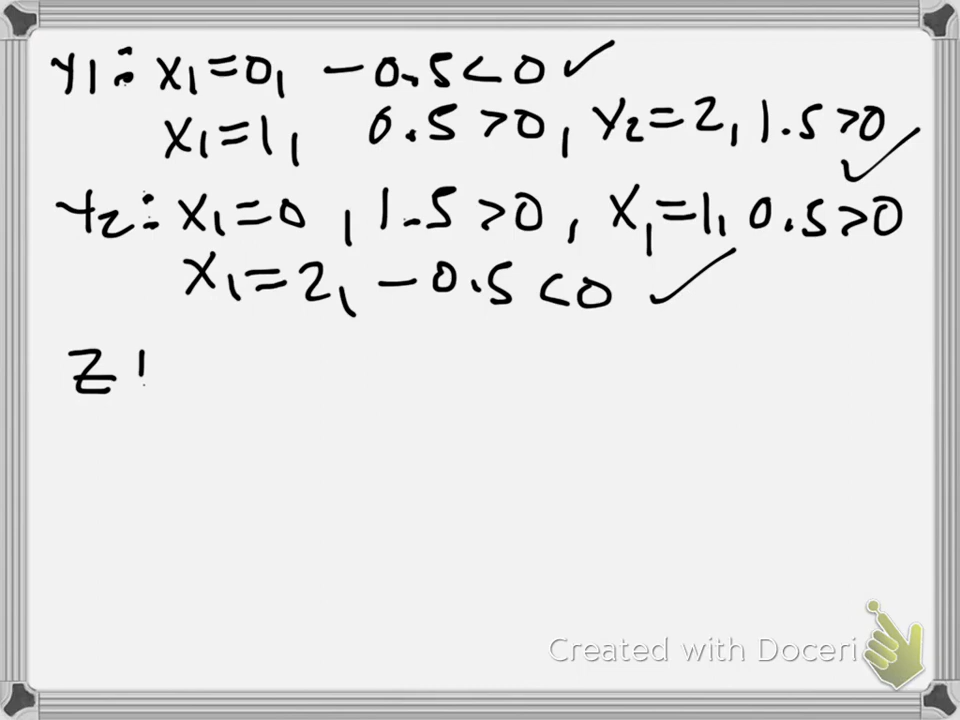 Y1: X1=0, -0.5<0 ✓
X1=1, 0.5>0, Y2=2, 1.5>0 ✓
Y2: X1=0, 1.5>0, X1=1, 0.5>0
X1=2, -0.5<0 ✓
Z!
Created with Doceri